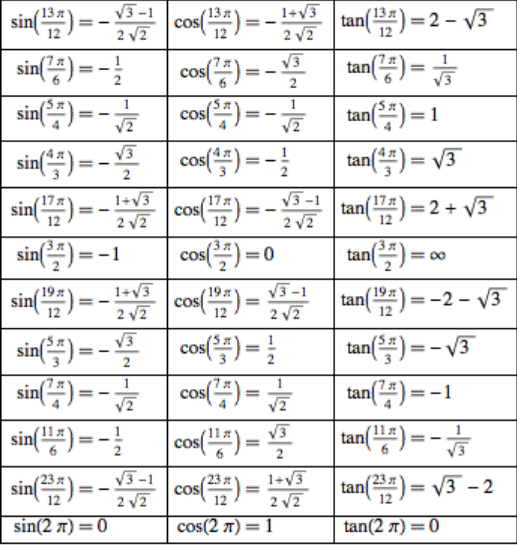 sin(13π/12) = −(√3 −1)/(2√2) cos(13π/12) = −(1+√3)/(2√2) tan(13π/12) = 2 − √3
sin(7π/6) = −1/2 cos(7π/6) = −√3/2 tan(7π/6) = 1/√3
sin(5π/4) = −1/√2 cos(5π/4) = −1/√2 tan(5π/4) = 1
sin(4π/3) = −√3/2 cos(4π/3) = −1/2 tan(4π/3) = √3
sin(17π/12) = −(1+√3)/(2√2) cos(17π/12) = −(√3 −1)/(2√2) tan(17π/12) = 2 + √3
sin(3π/2) = −1 cos(3π/2) = 0 tan(3π/2) = ∞
sin(19π/12) = −(1+√3)/(2√2) cos(19π/12) = (√3 −1)/(2√2) tan(19π/12) = −2 − √3
sin(5π/3) = −√3/2 cos(5π/3) = 1/2 tan(5π/3) = −√3
sin(7π/4) = −1/√2 cos(7π/4) = 1/√2 tan(7π/4) = −1
sin(11π/6) = −1/2 cos(11π/6) = √3/2 tan(11π/6) = −1/√3
sin(23π/12) = −(√3 −1)/(2√2) cos(23π/12) = (1+√3)/(2√2) tan(23π/12) = √3 − 2
sin(2 π) = 0 cos(2 π) = 1 tan(2 π) = 0